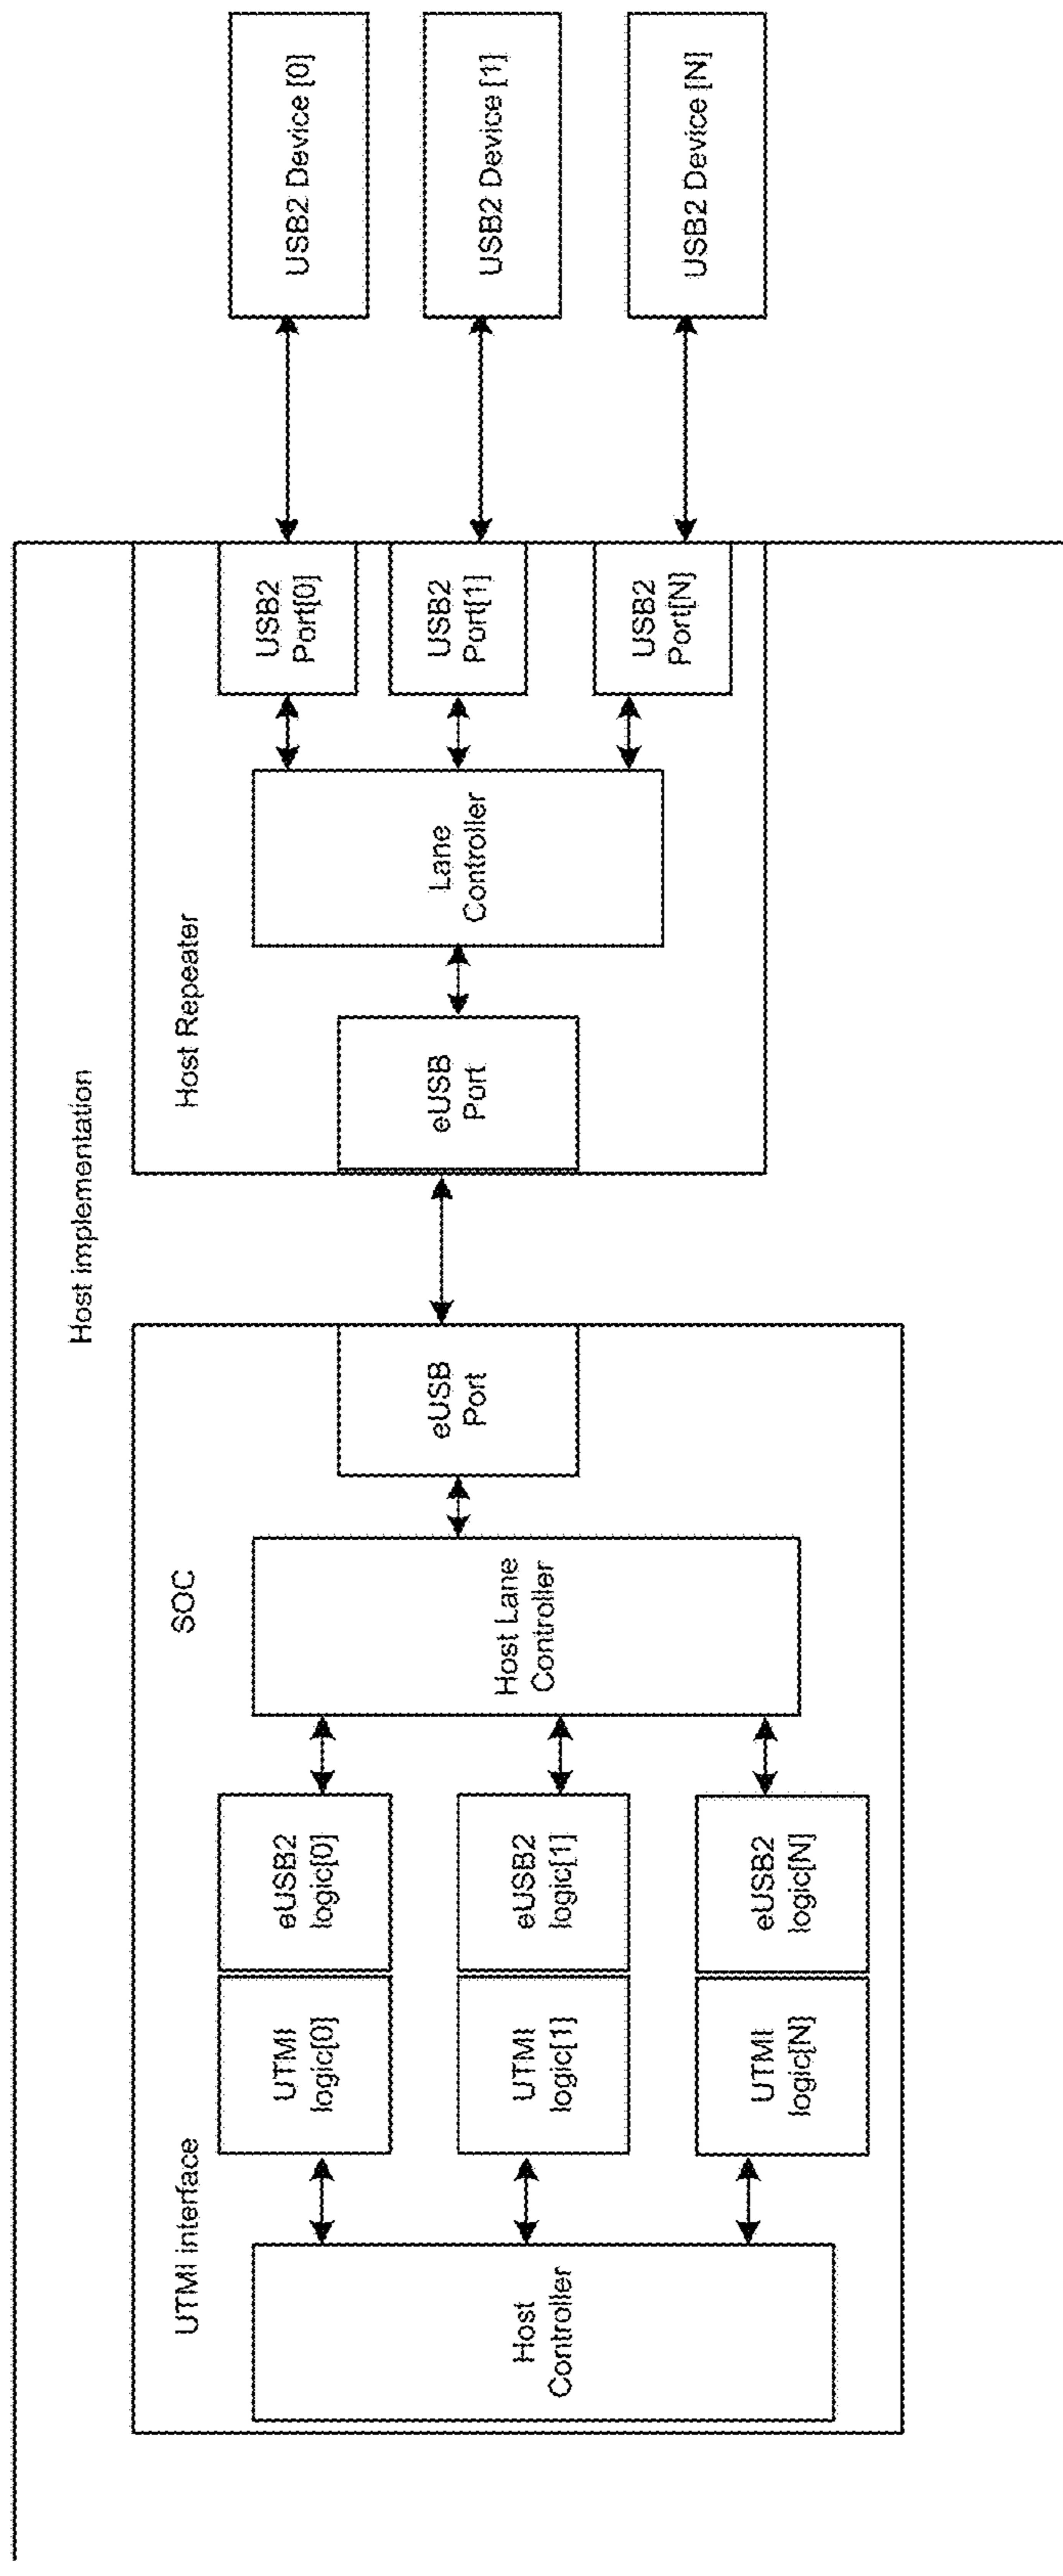 Host implementation
UTMI interface
SOC
Host Repeater
Host
Controller
UTMI
logic[0]
eUSB2
logic[0]
UTMI
logic[1]
eUSB2
logic[1]
UTMI
logic[N]
eUSB2
logic[N]
Host Lane
Controller
eUSB
Port
eUSB
Port
Lane
Controller
USB2
Port[0]
USB2
Port[1]
USB2
Port[N]
USB2 Device [0]
USB2 Device [1]
USB2 Device [N]